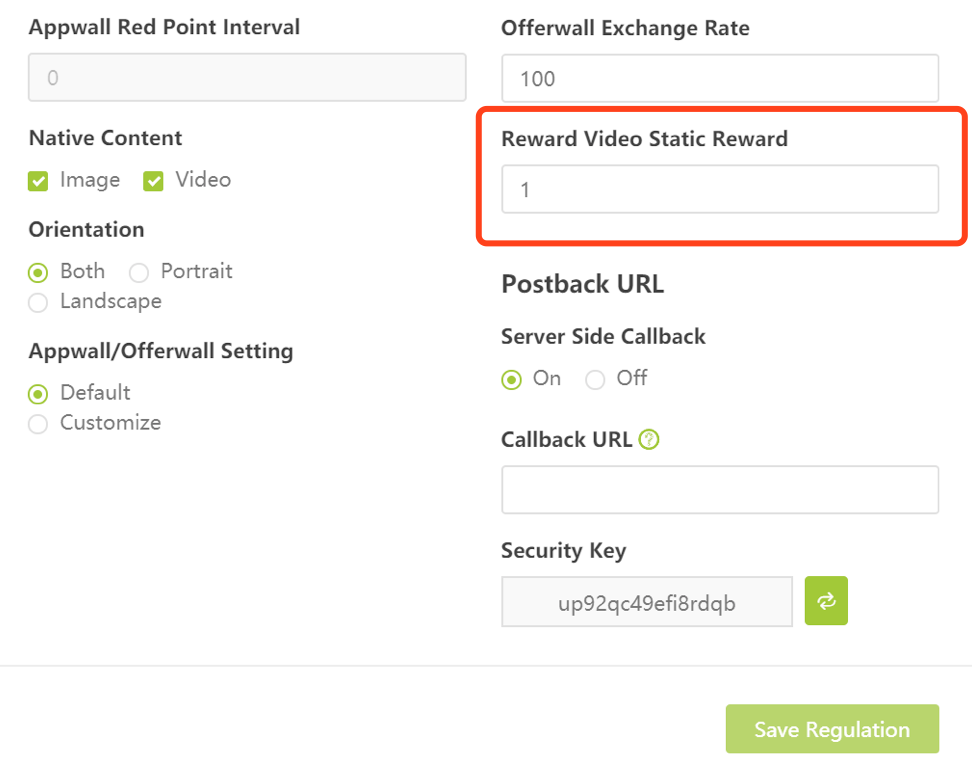 Appwall Red Point Interval
0
Native Content
Image Video
Orientation
Both Portrait
Landscape
Appwall/Offerwall Setting
Default
Customize
Offerwall Exchange Rate
100
Reward Video Static Reward
1
Postback URL
Server Side Callback
On Off
Callback URL ?
Security Key
up92qc49efi8rdqb
Save Regulation